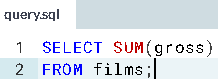 query.sql
1 SELECT SUM(gross)
2 FROM films;